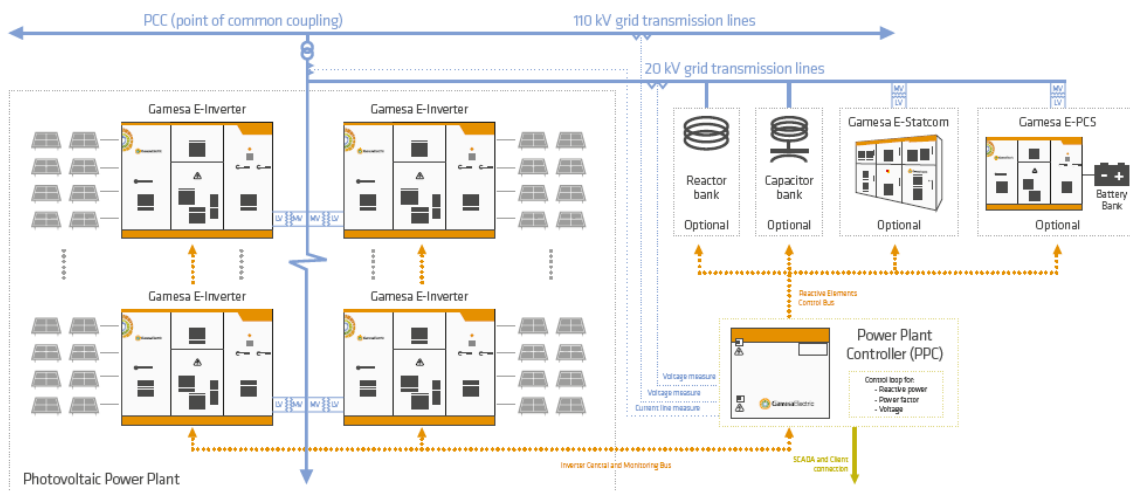 PCC (point of common coupling)
110 kV grid transmission lines
20 kV grid transmission lines
Gamesa E-Inverter
Gamesa E-Inverter
MV
LV
MV
LV
Gamesa E-Statcom
Gamesa E-PCS
Reactor
bank
Capacitor
bank
Battery
Bank
Optional
Optional
Optional
Optional
LV
MV
MV
LV
Gamesa E-Inverter
Gamesa E-Inverter
Reactive Elements
Control Bus
Power Plant
Controller (PPC)
Control loop for:
- Reactive power
- Power factor
- Voltage
Voltage measure
Voltage measure
Current line measure
GamesaElectric
LV
MV
MV
LV
Inverter Central and Monitoring Bus
SCADA and Client
connection
Photovoltaic Power Plant